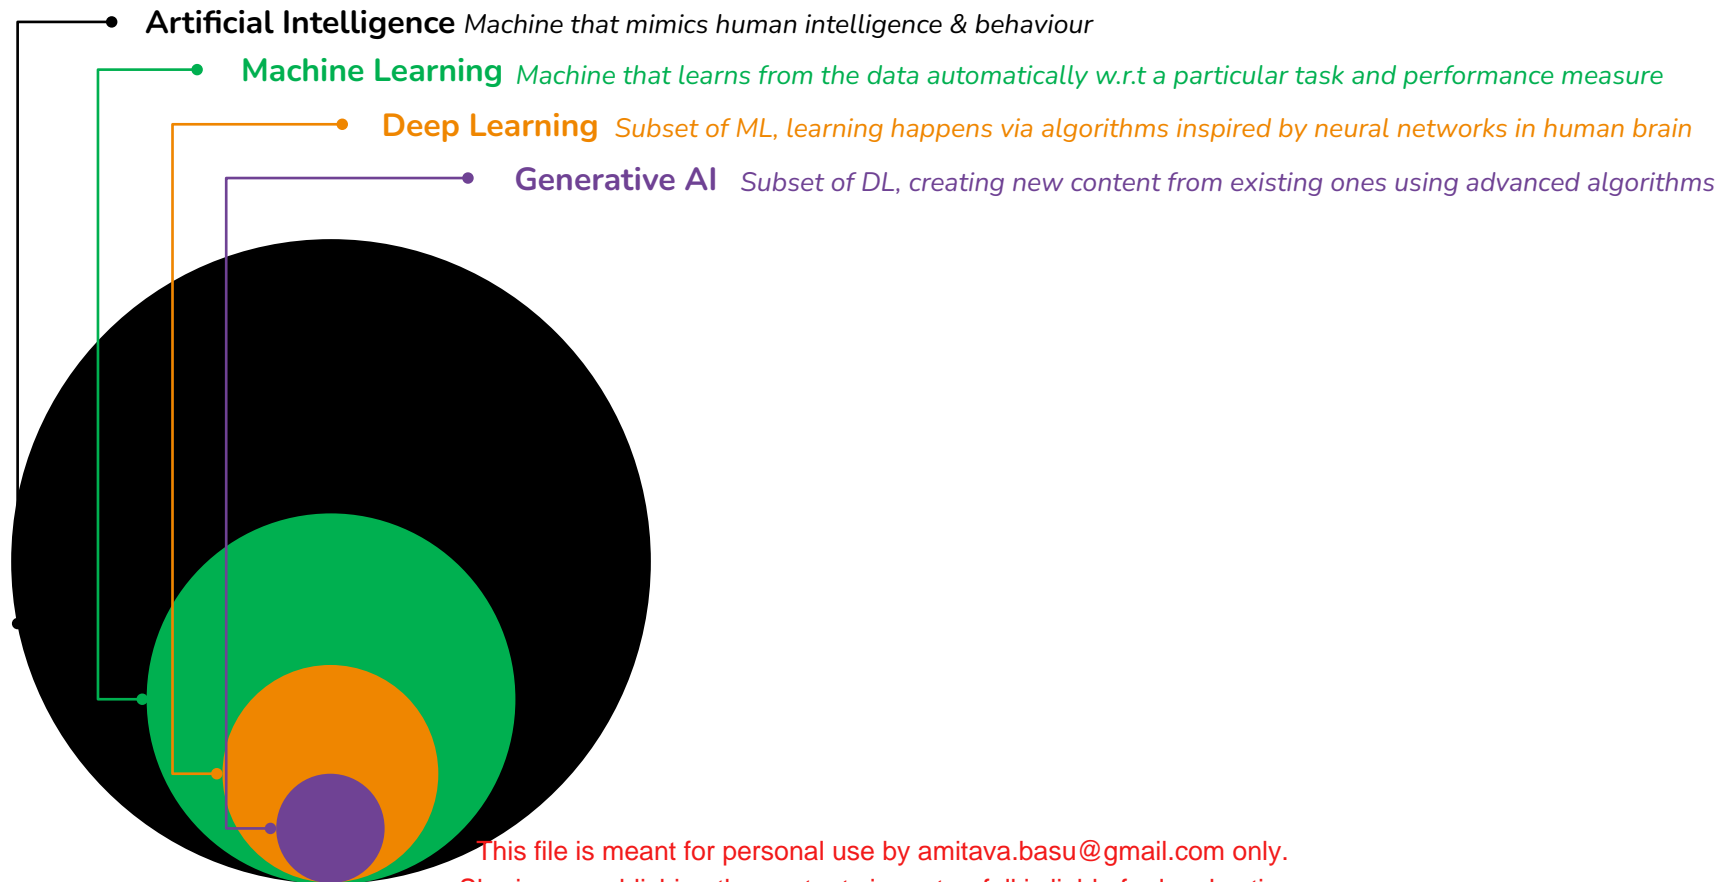 Artificial Intelligence Machine that mimics human intelligence & behaviour
Machine Learning Machine that learns from the data automatically w.r.t a particular task and performance measure
Deep Learning Subset of ML, learning happens via algorithms inspired by neural networks in human brain
Generative AI Subset of DL, creating new content from existing ones using advanced algorithms
This file is meant for personal use by amitava.basu@gmail.com only.